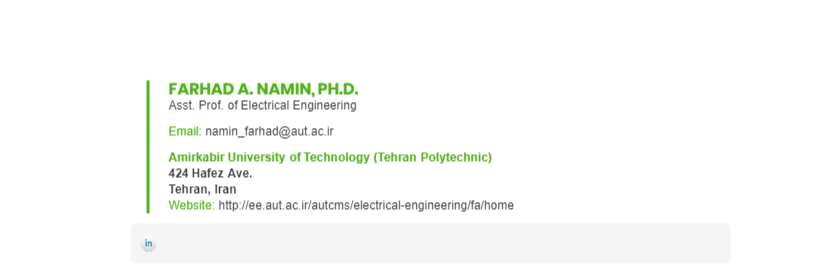 FARHAD A. NAMIN, PH.D.
Asst. Prof. of Electrical Engineering
Email: namin_farhad@aut.ac.ir
Amirkabir University of Technology (Tehran Polytechnic)
424 Hafez Ave.
Tehran, Iran
Website: http://ee.aut.ac.ir/autcms/electrical-engineering/fa/home
in